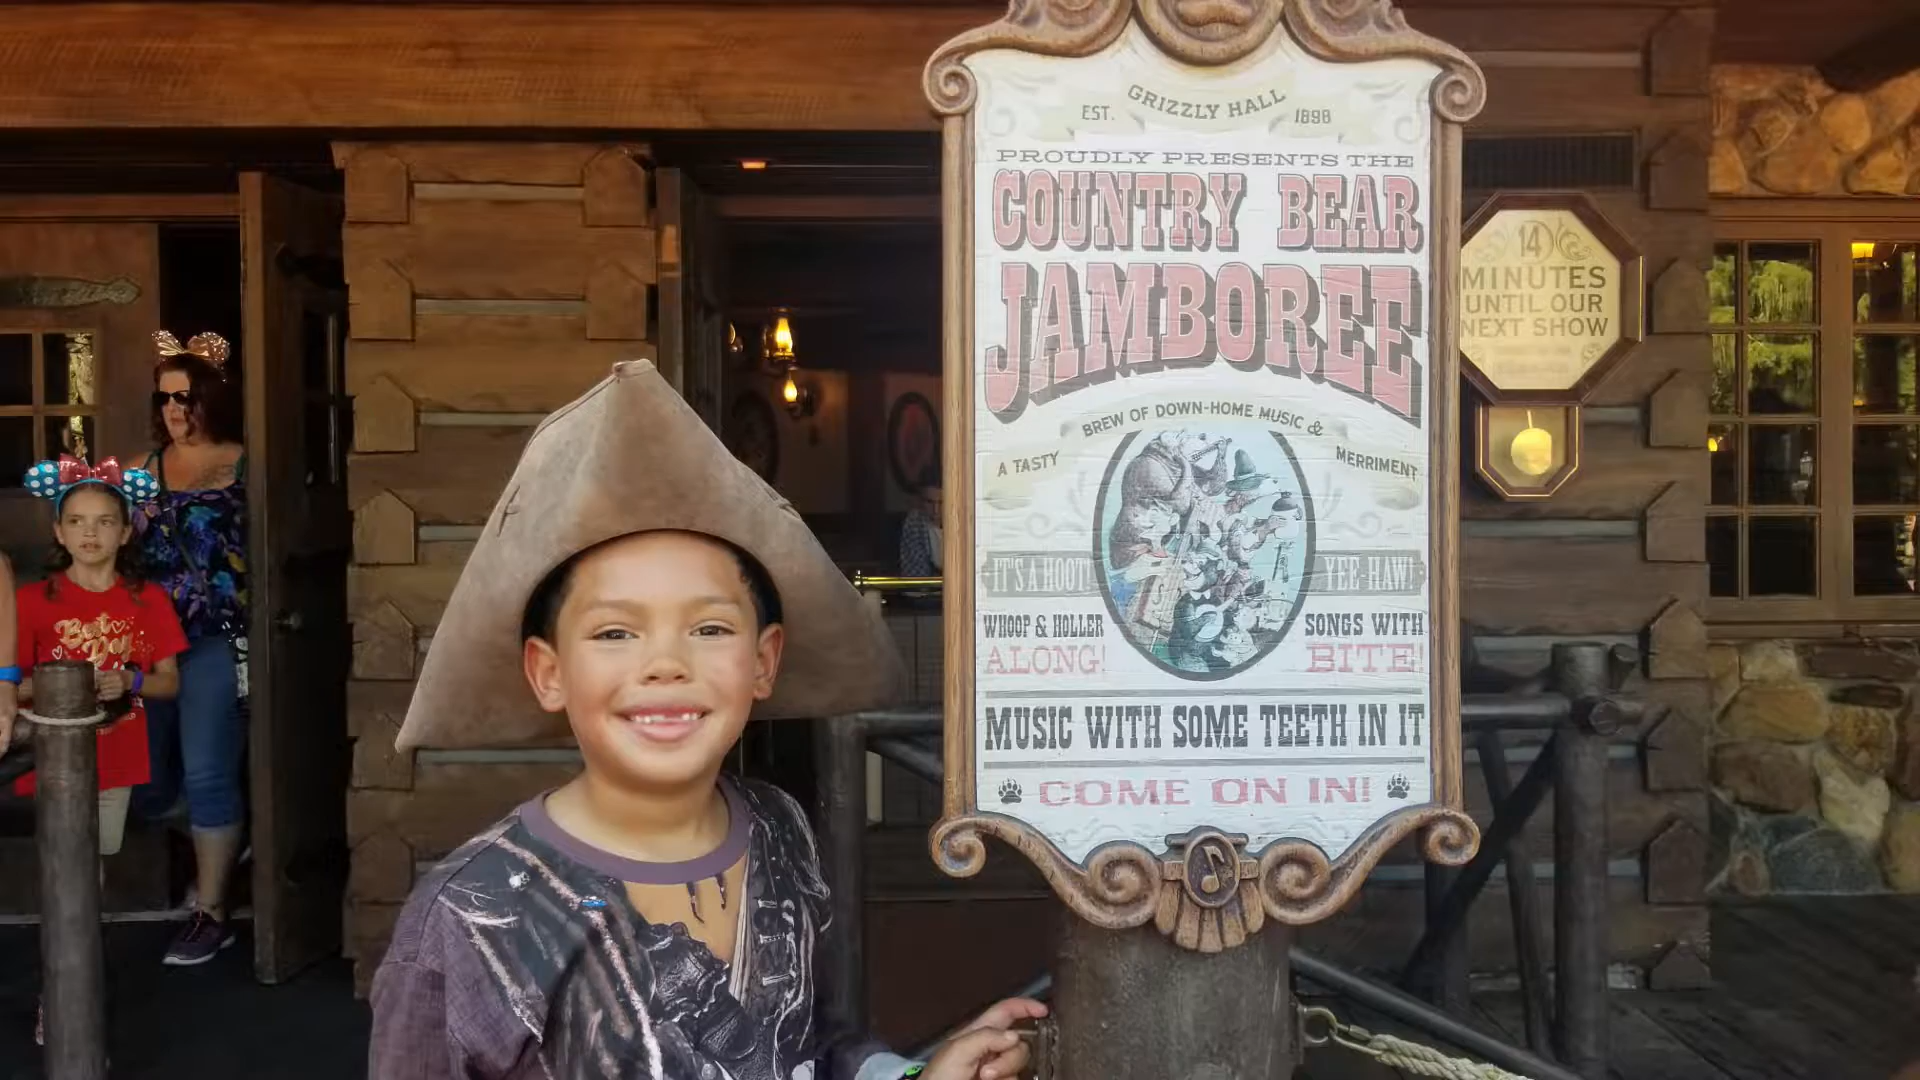 GRIZZLY HALL
EST. 1898
PROUDLY PRESENTS THE
COUNTRY BEAR
JAMBOREE
A TASTY BREW OF DOWN-HOME MUSIC & MERRIMENT
IT'S A HOOT! YEE-HAW!
WHOOP & HOLLER
ALONG!
SONGS WITH
BITE!
MUSIC WITH SOME TEETH IN IT
COME ON IN!
14
MINUTES
UNTIL OUR
NEXT SHOW
Best
Day